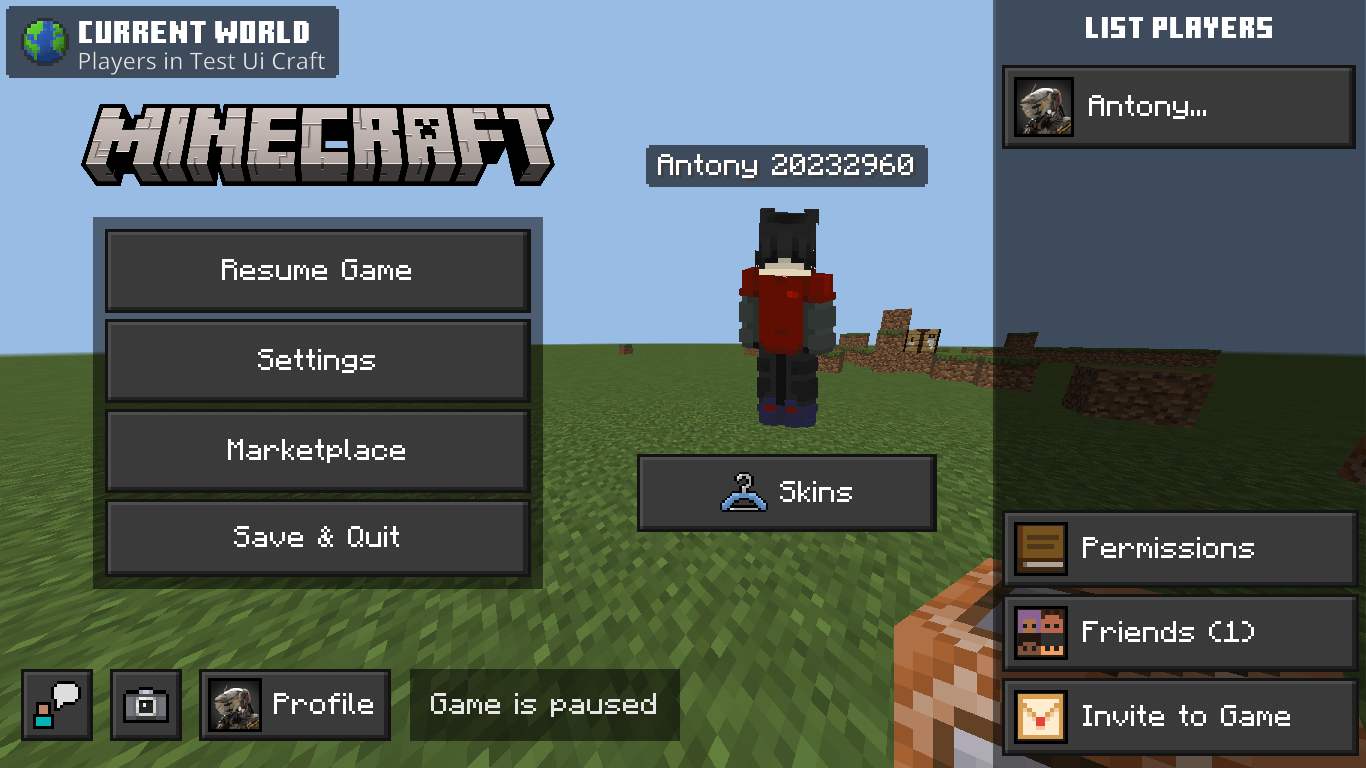 CURRENT WORLD
Players in Test Ui Craft
MINECRAFT
Resume Game
Settings
Marketplace
Save & Quit
Profile
Game is paused
Antony 20232960
Skins
LIST PLAYERS
Antony...
Permissions
Friends (1)
Invite to Game